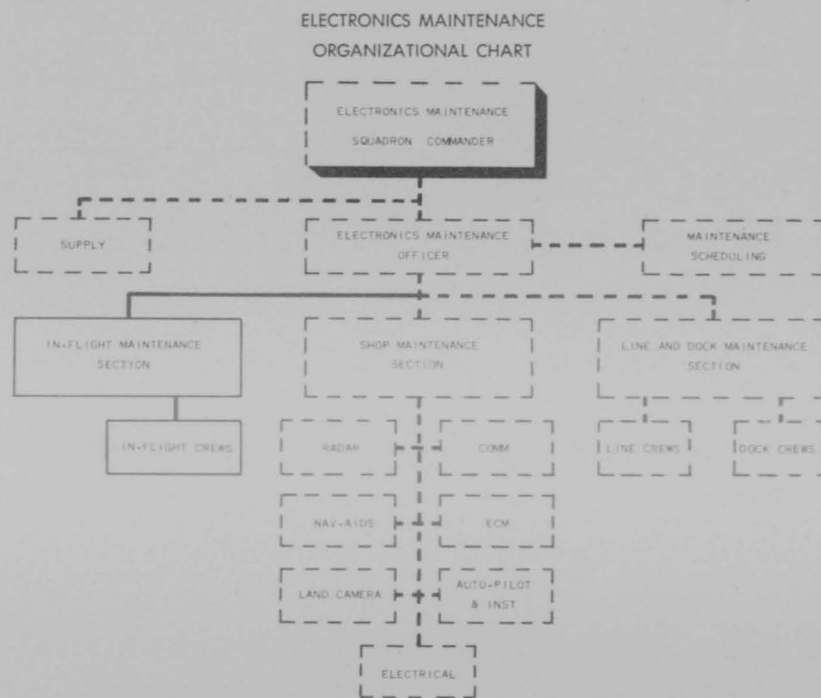 ELECTRONICS MAINTENANCE
ORGANIZATIONAL CHART
ELECTRONICS MAINTENANCE
SQUADRON COMMANDER
SUPPLY
ELECTRONICS MAINTENANCE
OFFICER
MAINTENANCE
SCHEDULING
IN-FLIGHT MAINTENANCE
SECTION
SHOP MAINTENANCE
SECTION
LINE AND DOCK MAINTENANCE
SECTION
IN-FLIGHT CREWS
RADAR
COMM
LINE CREWS
DOCK CREWS
NAV-AIDS
ECM
LAND CAMERA
AUTO-PILOT
& INST
ELECTRICAL